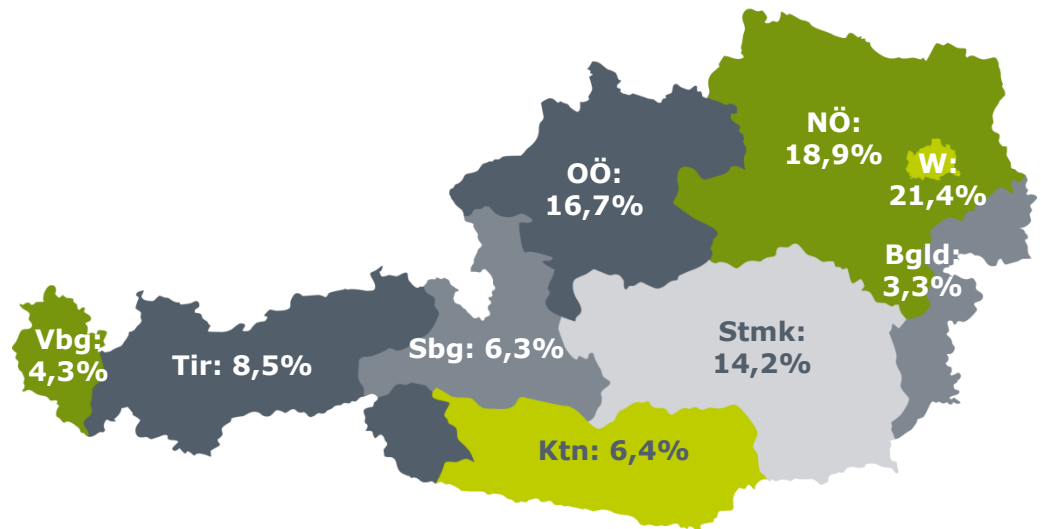 NÖ:
18,9%
W:
21,4%
OÖ:
16,7%
Bgld:
3,3%
Vbg:
4,3%
Tir: 8,5%
Sbg: 6,3%
Stmk:
14,2%
Ktn: 6,4%